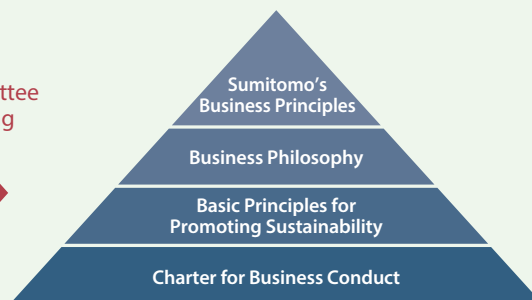 ttee
g
Sumitomo's
Business Principles
Business Philosophy
Basic Principles for
Promoting Sustainability
Charter for Business Conduct